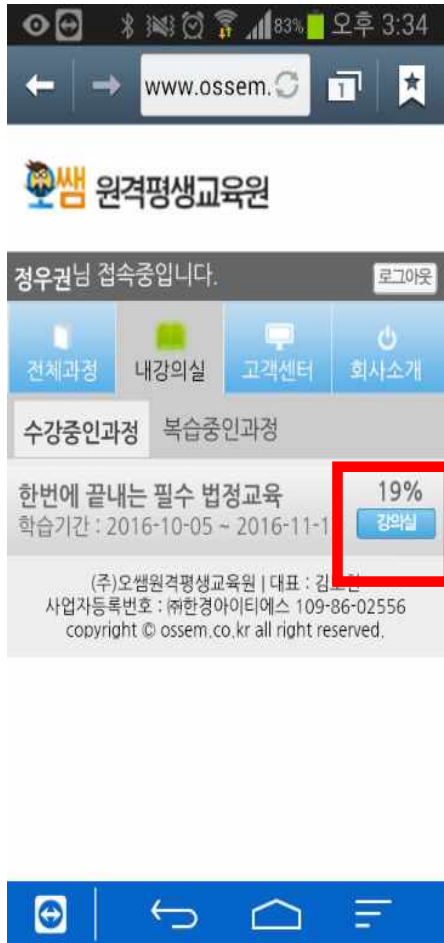 83% 오후 3:34
www.ossem.
1
오쌤 원격평생교육원
정우권님 접속중입니다. 로그아웃
전체과정 내강의실 고객센터 회사소개
수강중인과정 복습중인과정
한번에 끝내는 필수 법정교육 19%
학습기간 : 2016-10-05 ~ 2016-11-1 강의실
(주)오쌤원격평생교육원 | 대표 :
사업자등록번호 : ㈜한경아이티에스 109-86-02556
copyright © ossem.co.kr all right reserved.